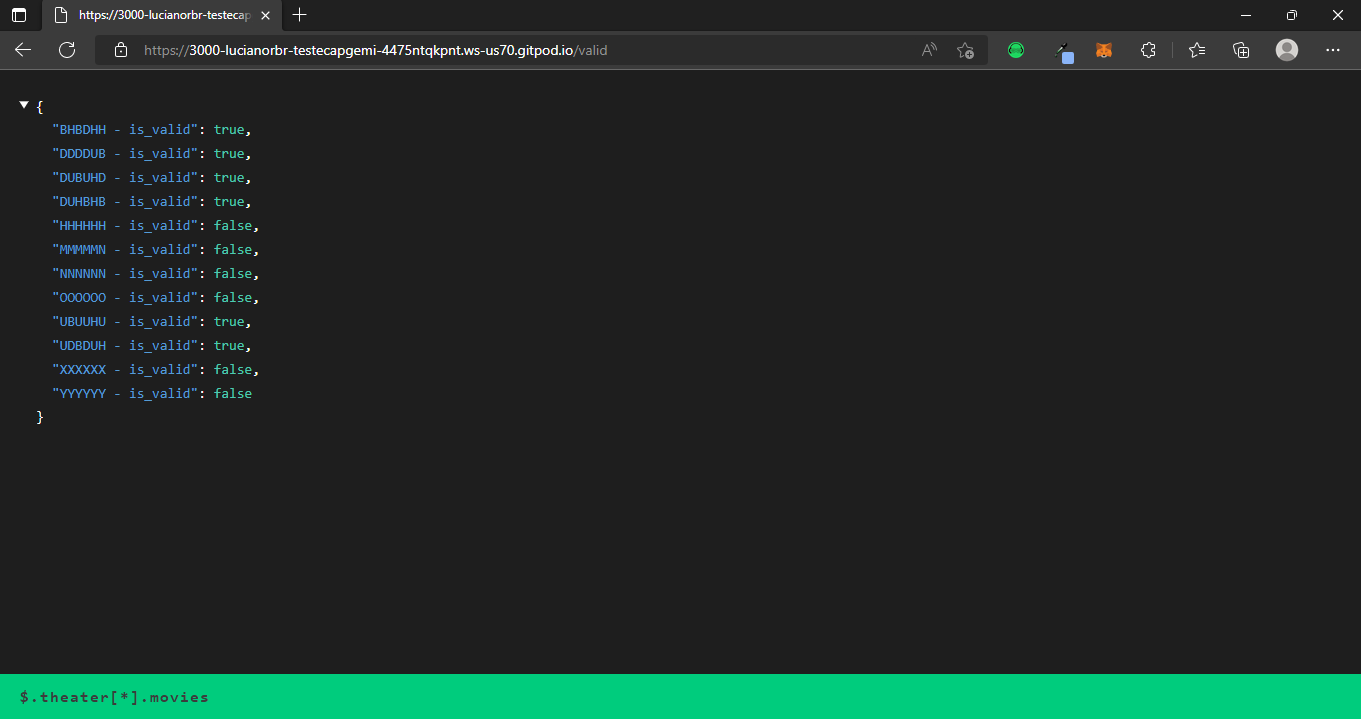 https://3000-lucianorbr-testecap
https://3000-lucianorbr-testecapgemi-4475ntqkpnt.ws-us70.gitpod.io/valid
{
"BHBDHH - is_valid": true,
"DDDDUB - is_valid": true,
"DUBUHD - is_valid": true,
"DUHBHB - is_valid": true,
"HHHHHH - is_valid": false,
"MMMMMN - is_valid": false,
"NNNNNN - is_valid": false,
"OOOOOO - is_valid": false,
"UBUUHU - is_valid": true,
"UDBDUH - is_valid": true,
"XXXXXX - is_valid": false,
"YYYYYY - is_valid": false
}
$.theater[*].movies